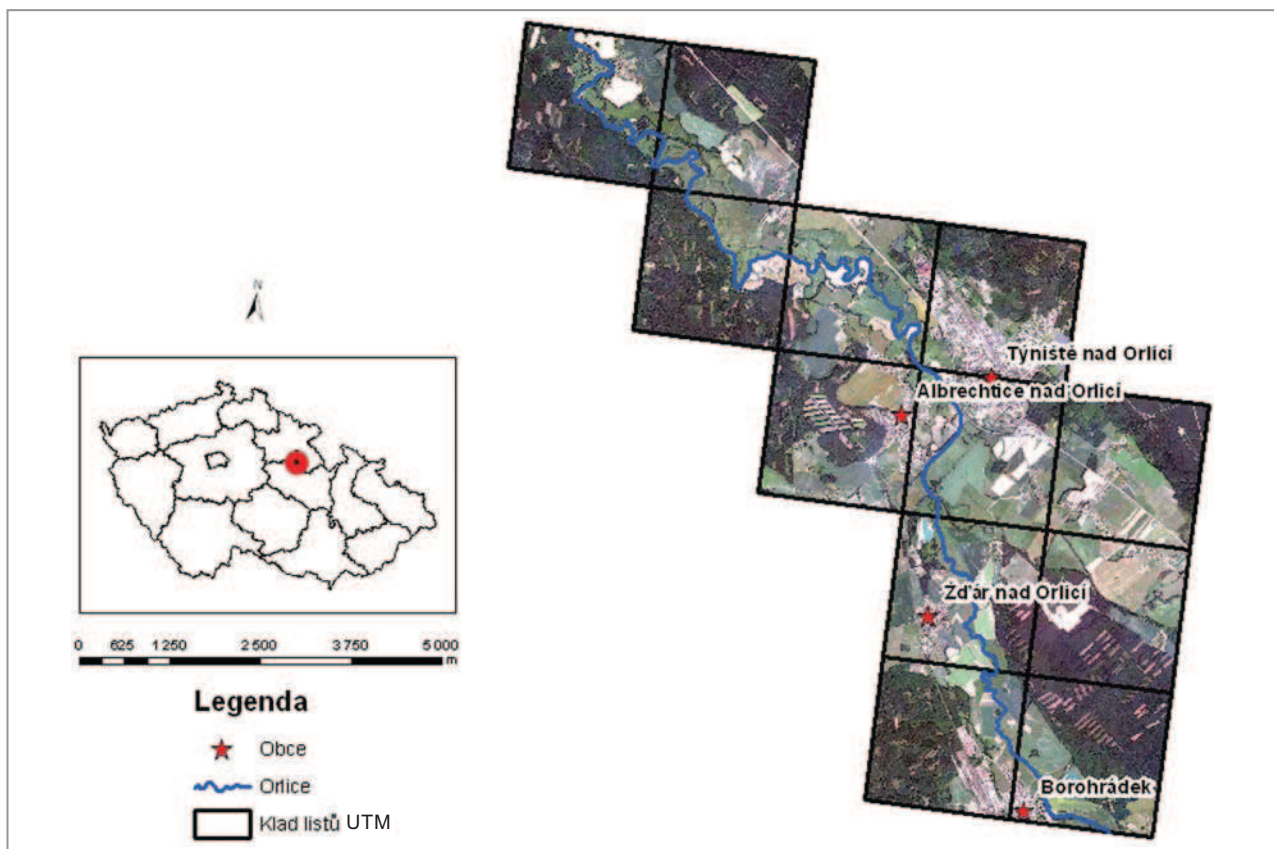 N
Týniště nad Orlicí
Albrechtice nad Orlicí
Žďár nad Orlicí
Borohrádek
0 625 1 250 2 500 3 750 5 000
m
Legenda
Obce
Orlice
Klad listů UTM